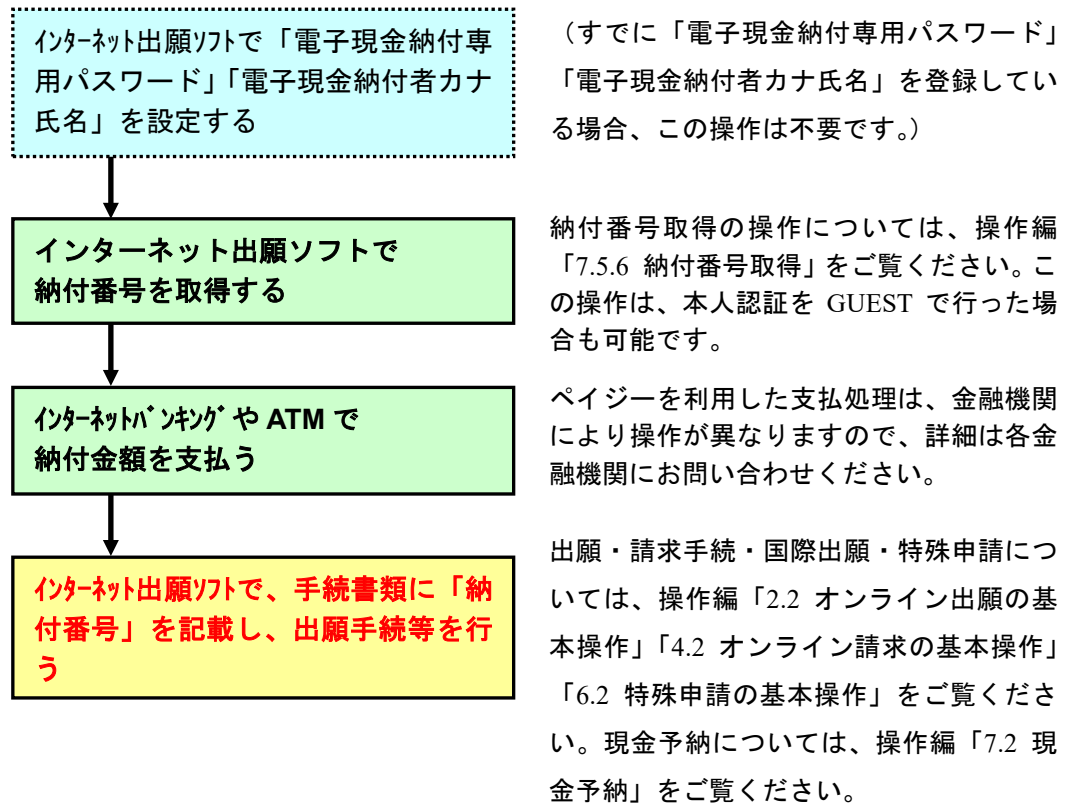 ｲﾝﾀｰﾈｯﾄ出願ｿﾌﾄで「電子現金納付専
用パスワード」「電子現金納付者カナ
氏名」を設定する
（すでに「電子現金納付専用パスワード」
「電子現金納付者カナ氏名」を登録してい
る場合、この操作は不要です。）
インターネット出願ソフトで
納付番号を取得する
納付番号取得の操作については、操作編
「7.5.6 納付番号取得」をご覧ください。こ
の操作は、本人認証を GUEST で行った場
合も可能です。
ｲﾝﾀｰﾈｯﾄﾊﾞﾝｷﾝｸﾞや ATM で
納付金額を支払う
ペイジーを利用した支払処理は、金融機関
により操作が異なりますので、詳細は各金
融機関にお問い合わせください。
ｲﾝﾀｰﾈｯﾄ出願ｿﾌﾄで、手続書類に「納
付番号」を記載し、出願手続等を行
う
出願・請求手続・国際出願・特殊申請につ
いては、操作編「2.2 オンライン出願の基
本操作」「4.2 オンライン請求の基本操作」
「6.2 特殊申請の基本操作」をご覧くださ
い。現金予納については、操作編「7.2 現
金予納」をご覧ください。